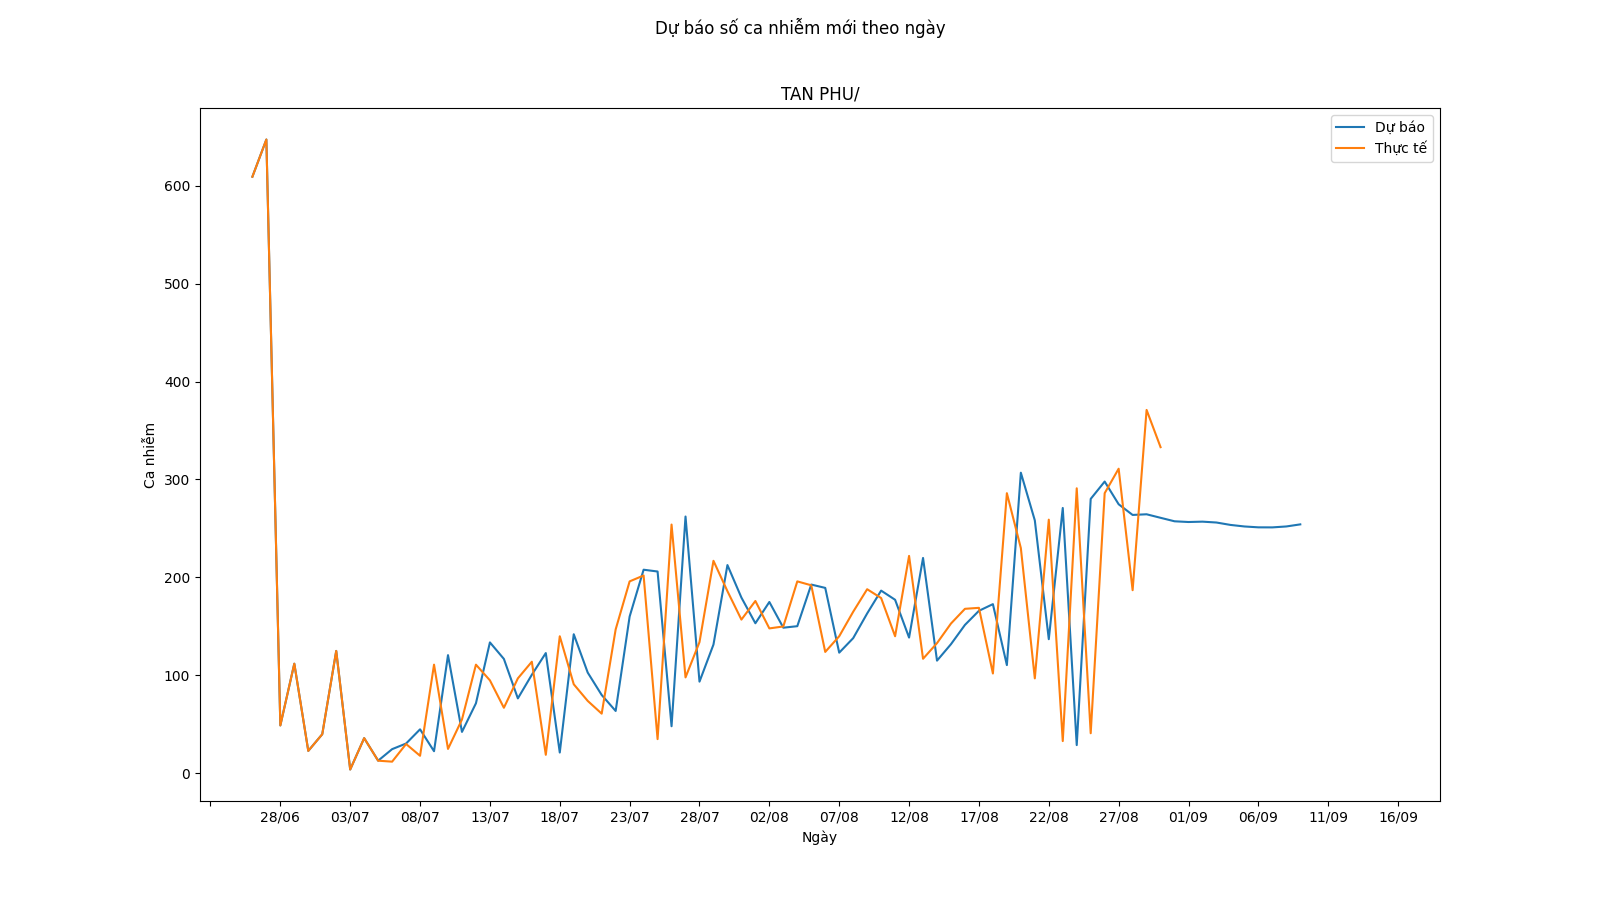 Dự báo số ca nhiễm mới theo ngày
TAN PHU/
Dự báo
Thực tế
600
500
400
300
200
100
0
Ca nhiễm
28/06 03/07 08/07 13/07 18/07 23/07 28/07 02/08 07/08 12/08 17/08 22/08 27/08 01/09 06/09 11/09 16/09
Ngày